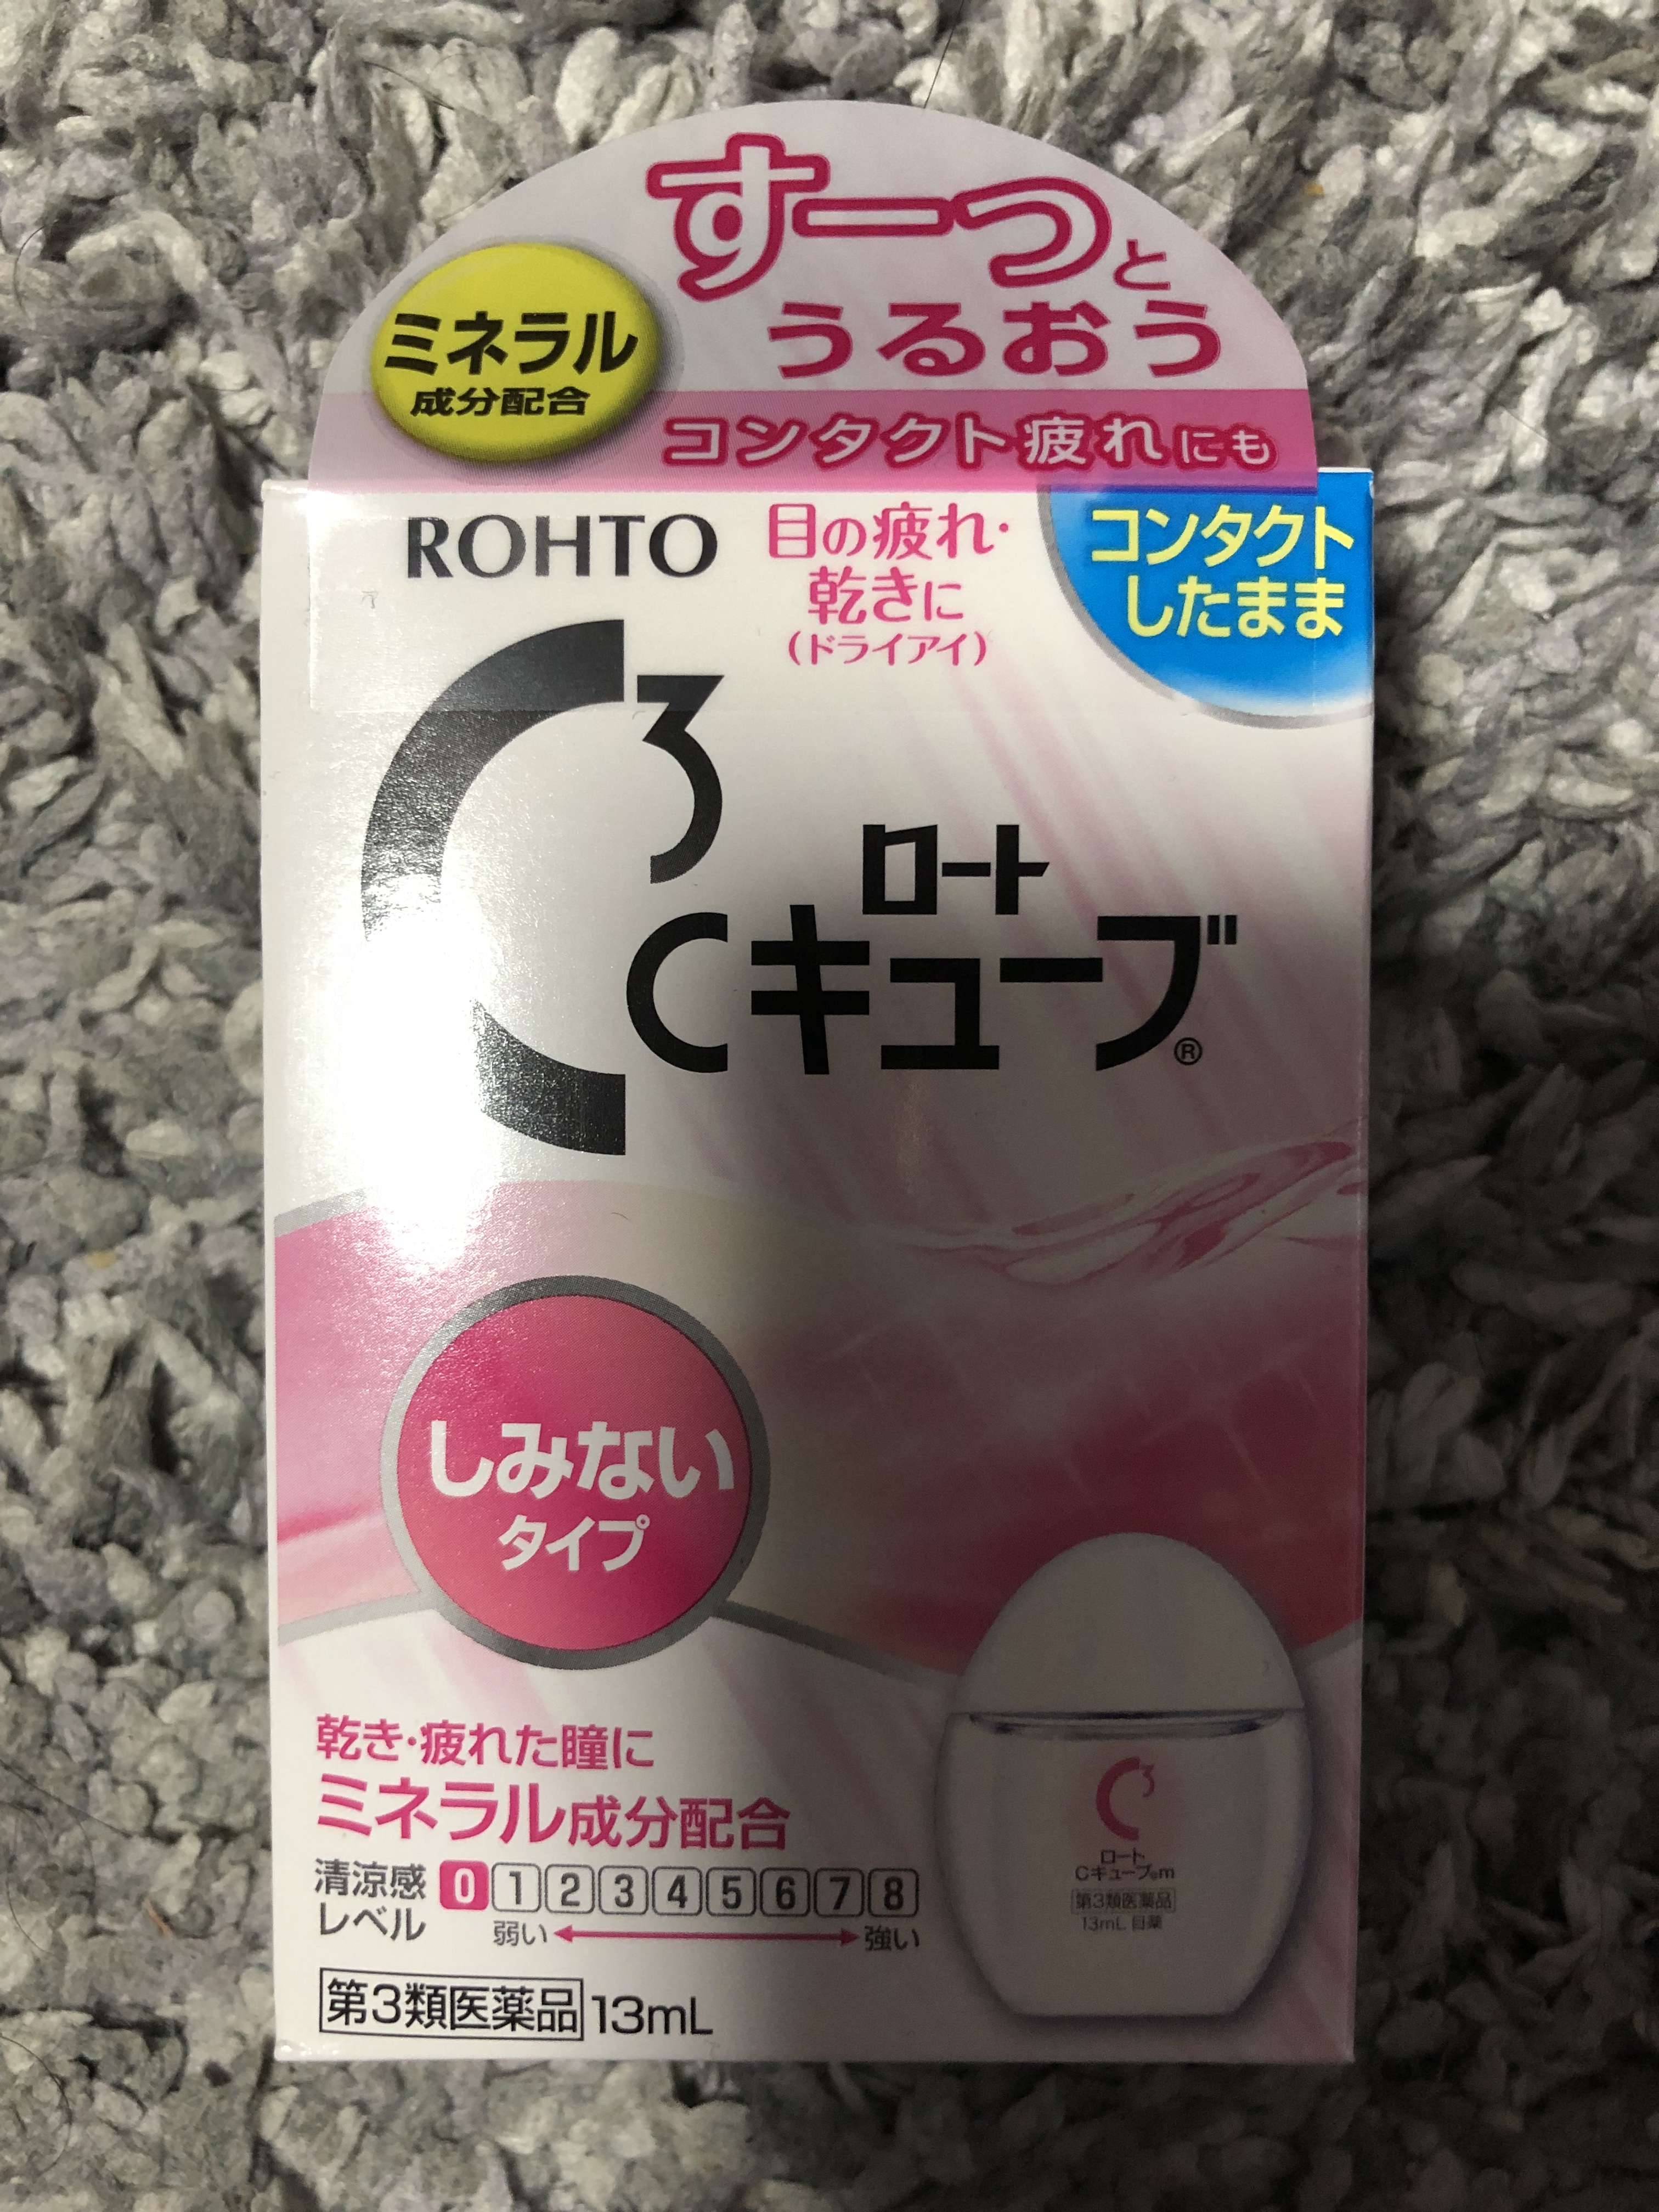 すーっと
うるおう
ミネラル
成分配合
コンタクト疲れにも
ROHTO
目の疲れ・
乾きに
(ドライアイ)
コンタクト
したまま
C3
ロート
Cキューブ®
しみない
タイプ
乾き・疲れた瞳に
ミネラル成分配合
清涼感
レベル
0 1 2 3 4 5 6 7 8
弱い 強い
第3類医薬品 13mL
C3
ロート
Cキューブ®m
第3類医薬品
13mL 目薬